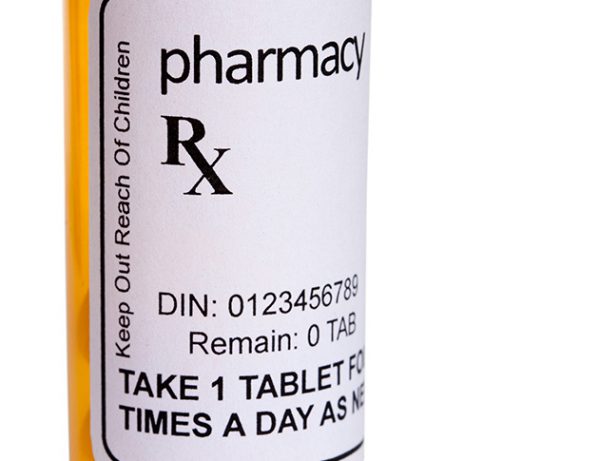 pharmacy
Rx
Keep Out Reach Of Children
DIN: 0123456789
Remain: 0 TAB
TAKE 1 TABLET
TIMES A DAY AS